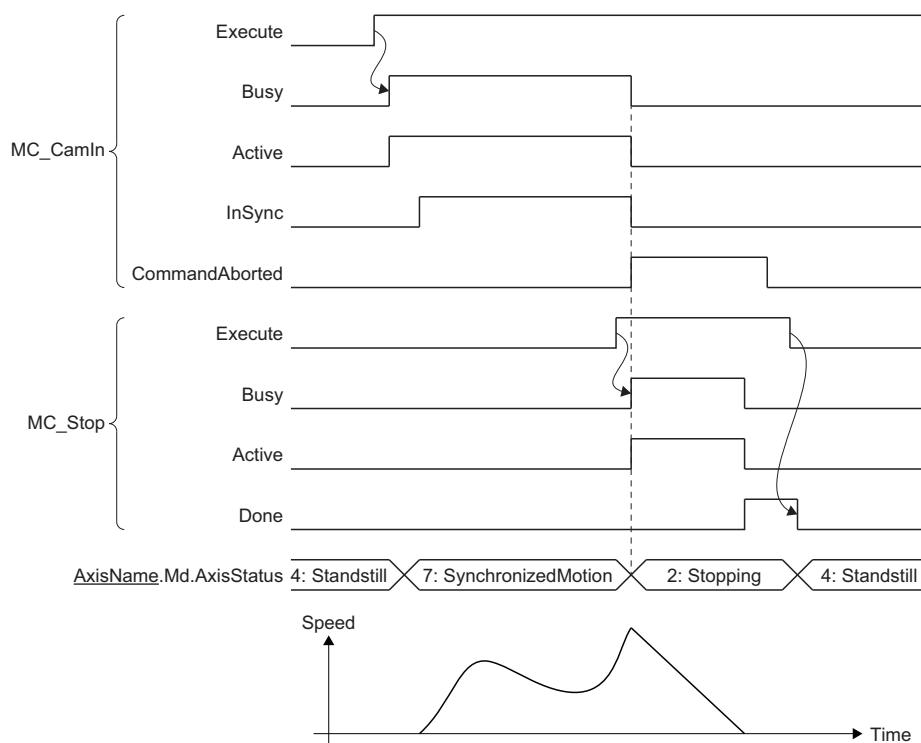 MC_CamIn
Execute
Busy
Active
InSync
CommandAborted
MC_Stop
Execute
Busy
Active
Done
AxisName.Md.AxisStatus 4: Standstill 7: SynchronizedMotion 2: Stopping 4: Standstill
Speed
Time